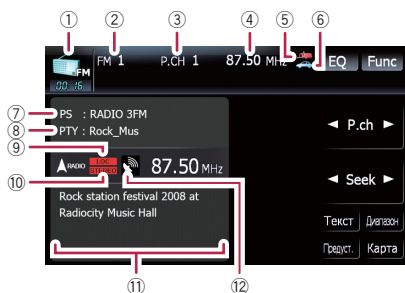 ① ② ③ ④ ⑤ ⑥
FM 1 P.CH 1 87.50 MHz EQ Func
FM
00 16
⑦ PS : RADIO 3FM
⑧ PTY : Rock_Mus
◄ P.ch ►
⑨
RADIO LOC
STEREO
87.50 MHz
⑩
◄ Seek ►
Rock station festival 2008 at
Radiocity Music Hall
Текст Диапазон
Предуст. Карта
⑪ ⑫